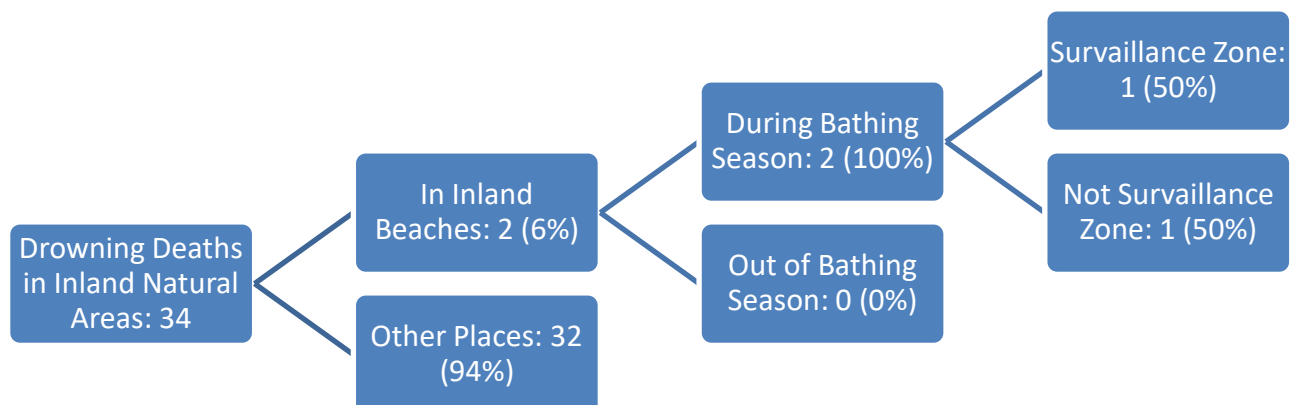 Drowning Deaths
in Inland Natural
Areas: 34
In Inland
Beaches: 2 (6%)
Other Places: 32
(94%)
During Bathing
Season: 2 (100%)
Out of Bathing
Season: 0 (0%)
Survaillance Zone:
1 (50%)
Not Survaillance
Zone: 1 (50%)